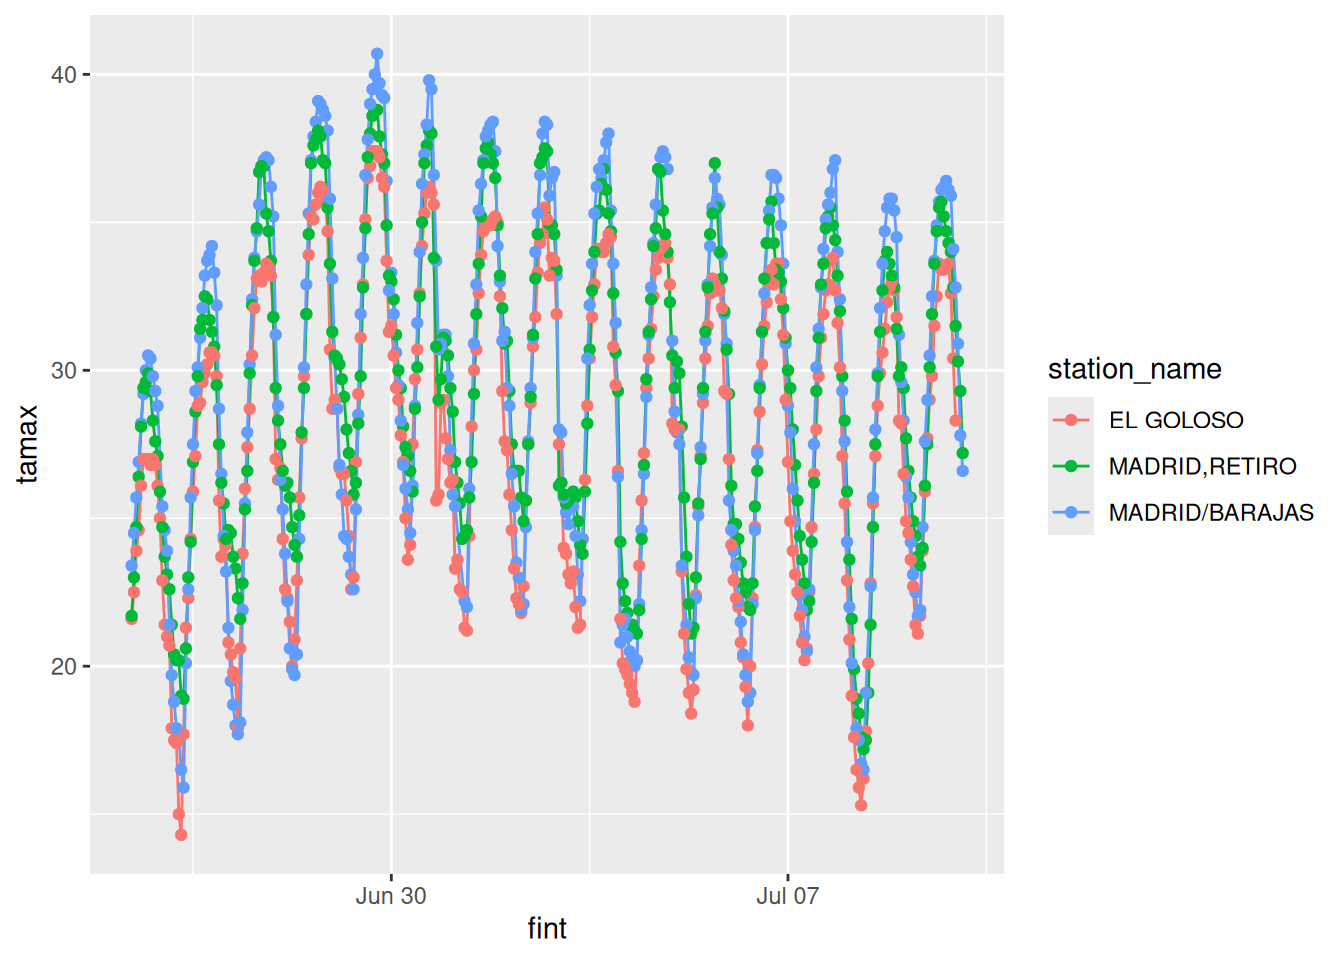 40
30
20
tamax
Jun 30
Jul 07
fint
station_name
EL GOLOSO
MADRID,RETIRO
MADRID/BARAJAS